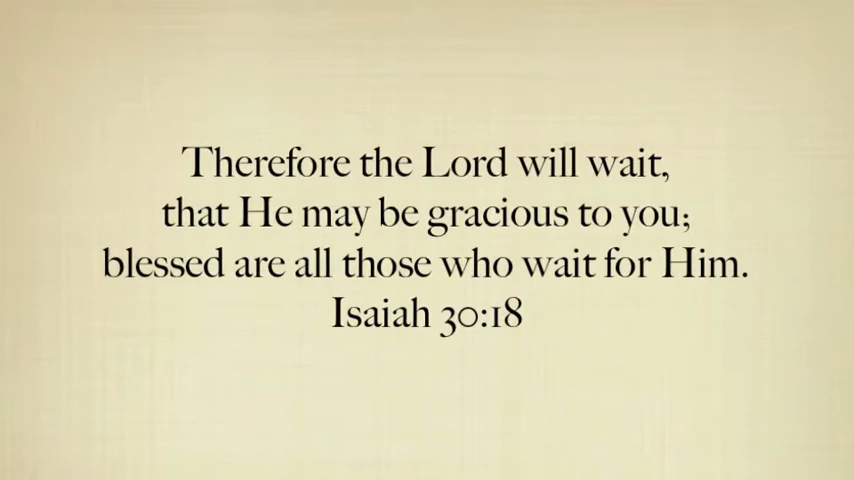 Therefore the Lord will wait,
that He may be gracious to you;
blessed are all those who wait for Him.
Isaiah 30:18